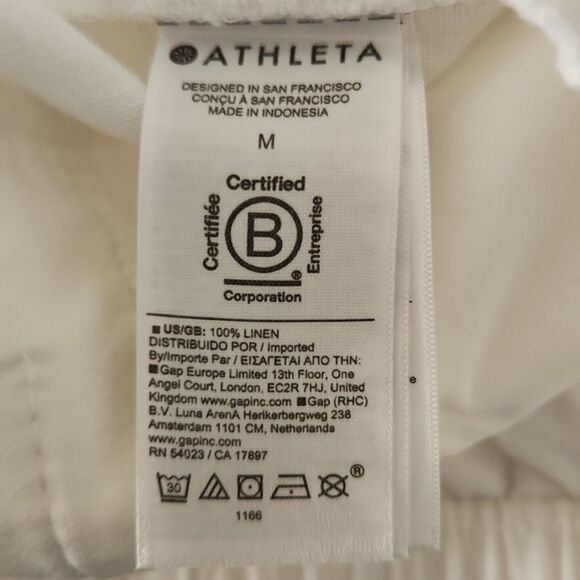 ATHLETA
DESIGNED IN SAN FRANCISCO
CONÇU À SAN FRANCISCO
MADE IN INDONESIA
M
Certified
Certifiée
B
Entreprise
®
Corporation
■ US/GB: 100% LINEN
DISTRIBUIDO POR / Imported
By/Importe Par / ΕΙΣΑΓΕΤΑΙ ΑΠΟ ΤΗΝ:
■ Gap Europe Limited 13th Floor, One
Angel Court, London, EC2R 7HJ, United
Kingdom www.gapinc.com ■ Gap (RHC)
B.V. Luna ArenA Herikerbergweg 238
Amsterdam 1101 CM, Netherlands
www.gapinc.com
RN 54023 / CA 17897
30
®
1166
e